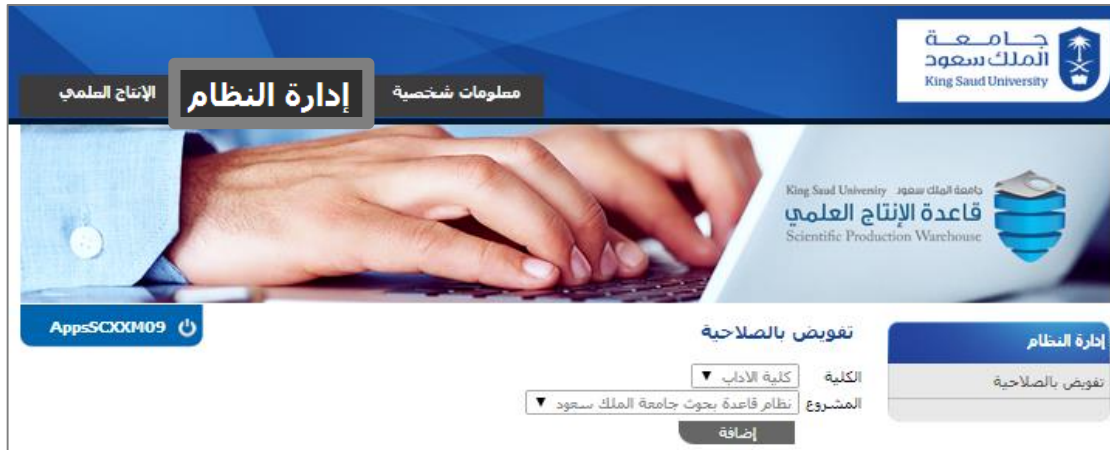 جامعة
الملك سعود
King Saud University
معلومات شخصية
إدارة النظام
الإنتاج العلمي
King Saud University جامعة الملك سعود
قاعدة الإنتاج العلمي
Scientific Production Warehouse
AppsSCXXM09
إدارة النظام
تفويض بالصلاحية
تفويض بالصلاحية
الكلية كلية الاداب
المشروع نظام قاعدة بحوث جامعة الملك سعود
إضافة